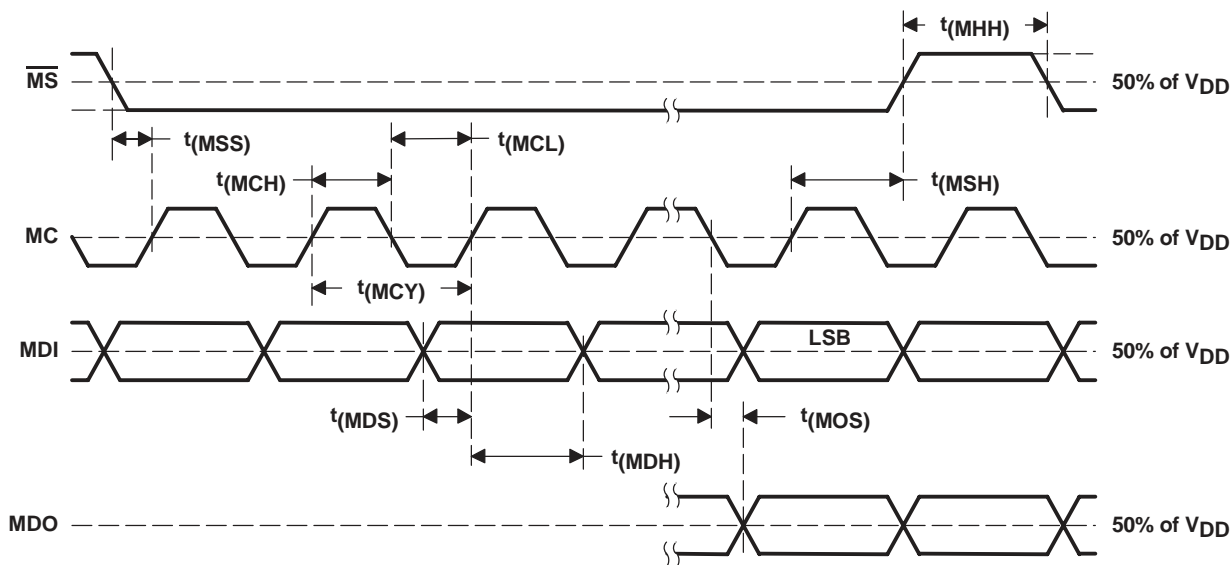 t(MHH)
MS
50% of VDD
t(MSS)
t(MCL)
t(MCH)
t(MSH)
MC
50% of VDD
t(MCY)
LSB
MDI
50% of VDD
t(MDS)
t(MOS)
t(MDH)
MDO
50% of VDD